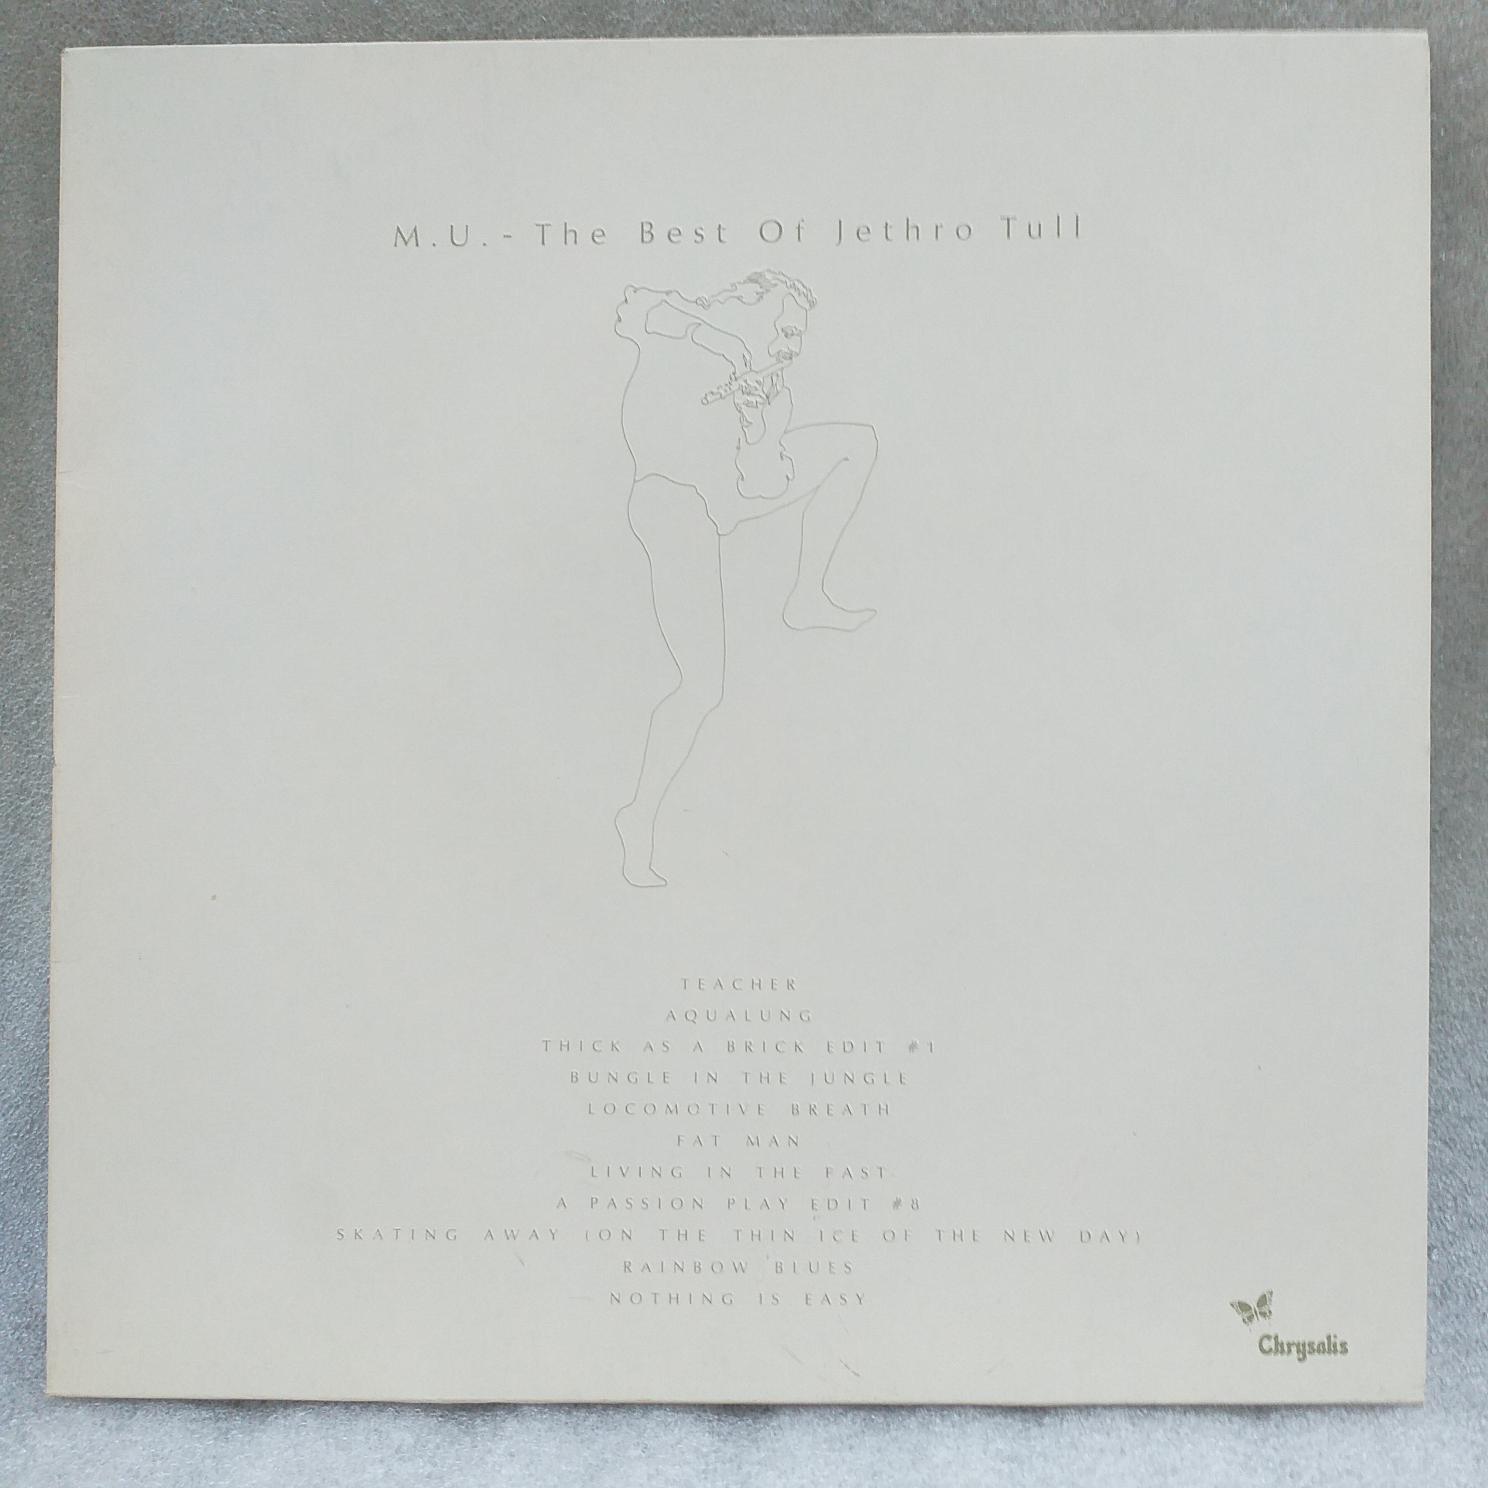 M.U.- The Best Of Jethro Tull
TEACHER
AQUALUNG
THICK AS A BRICK EDIT #1
BUNGLE IN THE JUNGLE
LOCOMOTIVE BREATH
FAT MAN
LIVING IN THE PAST
A PASSION PLAY EDIT #8
SKATING AWAY (ON THE THIN ICE OF THE NEW DAY)
RAINBOW BLUES
NOTHING IS EASY
Chrysalis